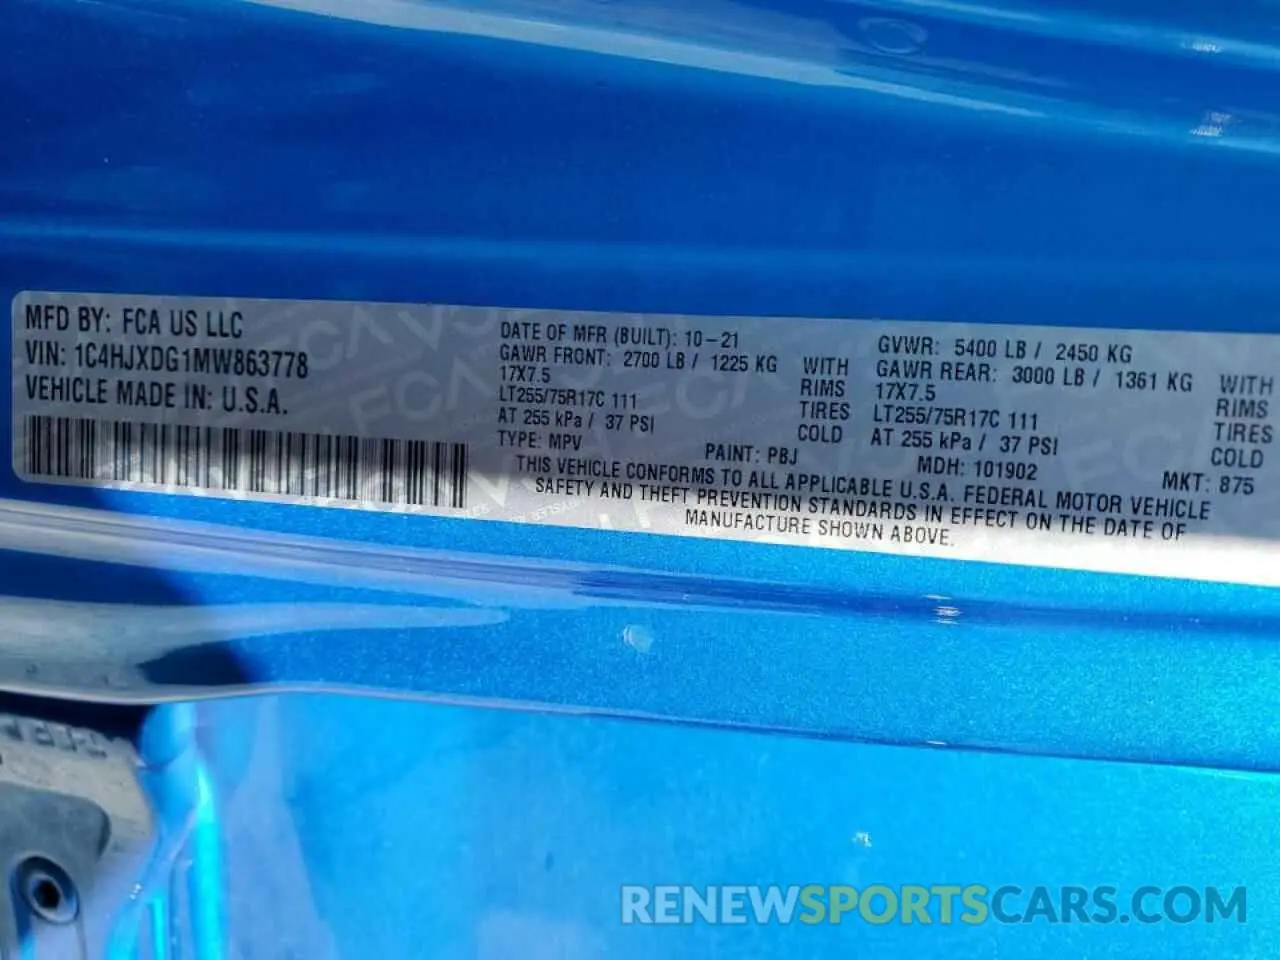 MFD BY: FCA US LLC
VIN: 1C4HJXDG1MW863778
VEHICLE MADE IN: U.S.A.
DATE OF MFR (BUILT): 10-21
GAWR FRONT: 2700 LB / 1225 KG WITH
17X7.5 RIMS
LT255/75R17C 111 TIRES
AT 255 kPa / 37 PSI COLD
TYPE: MPV
GVWR: 5400 LB / 2450 KG
GAWR REAR: 3000 LB / 1361 KG WITH
17X7.5 RIMS
LT255/75R17C 111 TIRES
AT 255 kPa / 37 PSI COLD
PAINT: PBJ MDH: 101902 MKT: 875
THIS VEHICLE CONFORMS TO ALL APPLICABLE U.S.A. FEDERAL MOTOR VEHICLE
SAFETY AND THEFT PREVENTION STANDARDS IN EFFECT ON THE DATE OF
MANUFACTURE SHOWN ABOVE.
RENEWSPORTSCARS.COM